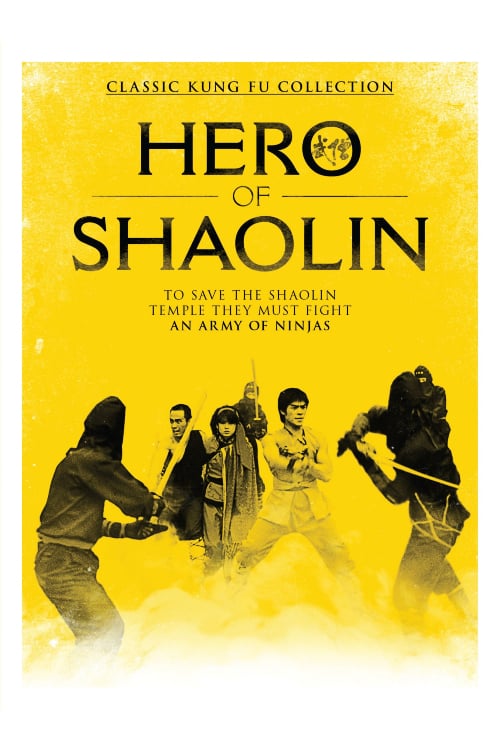 CLASSIC KUNG FU COLLECTION
HERO
OF
SHAOLIN
TO SAVE THE SHAOLIN
TEMPLE THEY MUST FIGHT
AN ARMY OF NINJAS